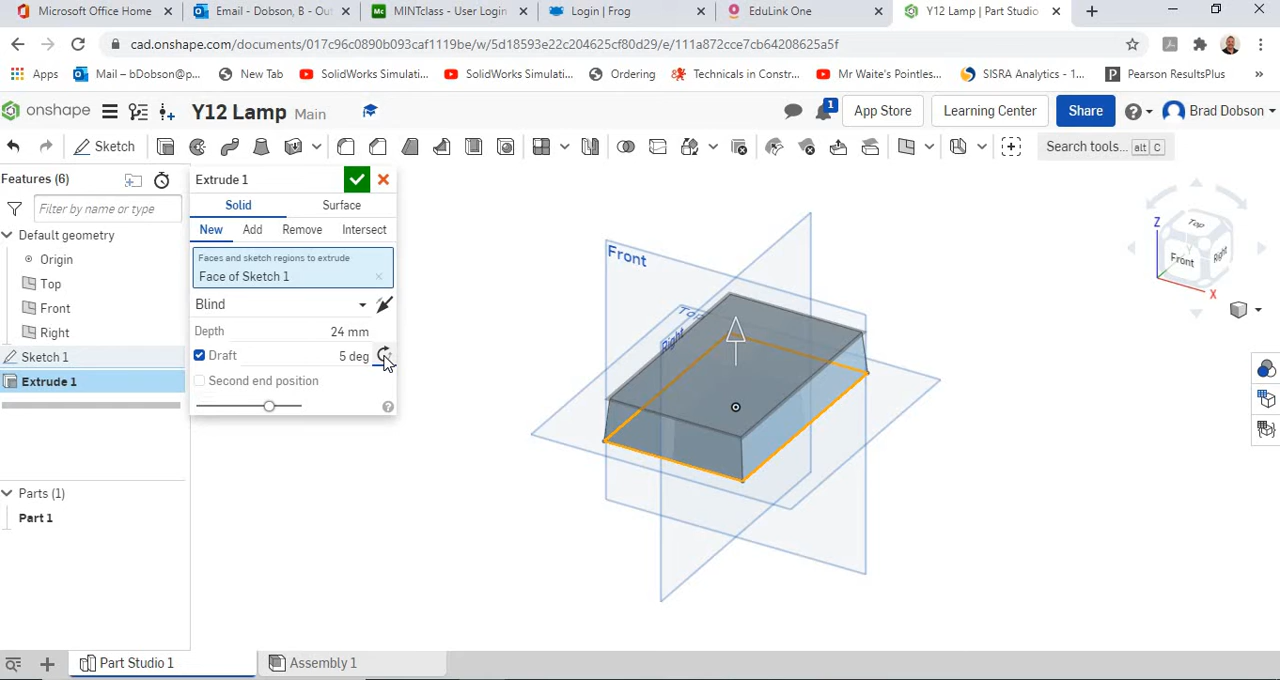 Microsoft Office Home
Email - Dobson, B - Ou
MINTclass - User Login
Login | Frog
EduLink One
Y12 Lamp | Part Studio
cad.onshape.com/documents/017c96c0890b093caf1119be/w/5d18593e22c204625cf80d29/e/111a872cce7cb64208625a5f
Apps
Mail – bDobson@p...
New Tab
SolidWorks Simulati...
SolidWorks Simulati...
Ordering
Technicals in Constr...
Mr Waite's Pointles...
SISRA Analytics - 1...
Pearson ResultsPlus
»
onshape
Y12 Lamp Main
1
App Store
Learning Center
Share
Brad Dobson
Sketch
Search tools... alt C
Features (6)
Filter by name or type
Default geometry
Origin
Top
Front
Right
Sketch 1
Extrude 1
Parts (1)
Part 1
Extrude 1
Solid
Surface
New
Add
Remove
Intersect
Faces and sketch regions to extrude
Face of Sketch 1
Blind
Depth
24 mm
Draft
5 deg
Second end position
Front
Top
Right
Z
Top
Front
Right
Y
X
Part Studio 1
Assembly 1